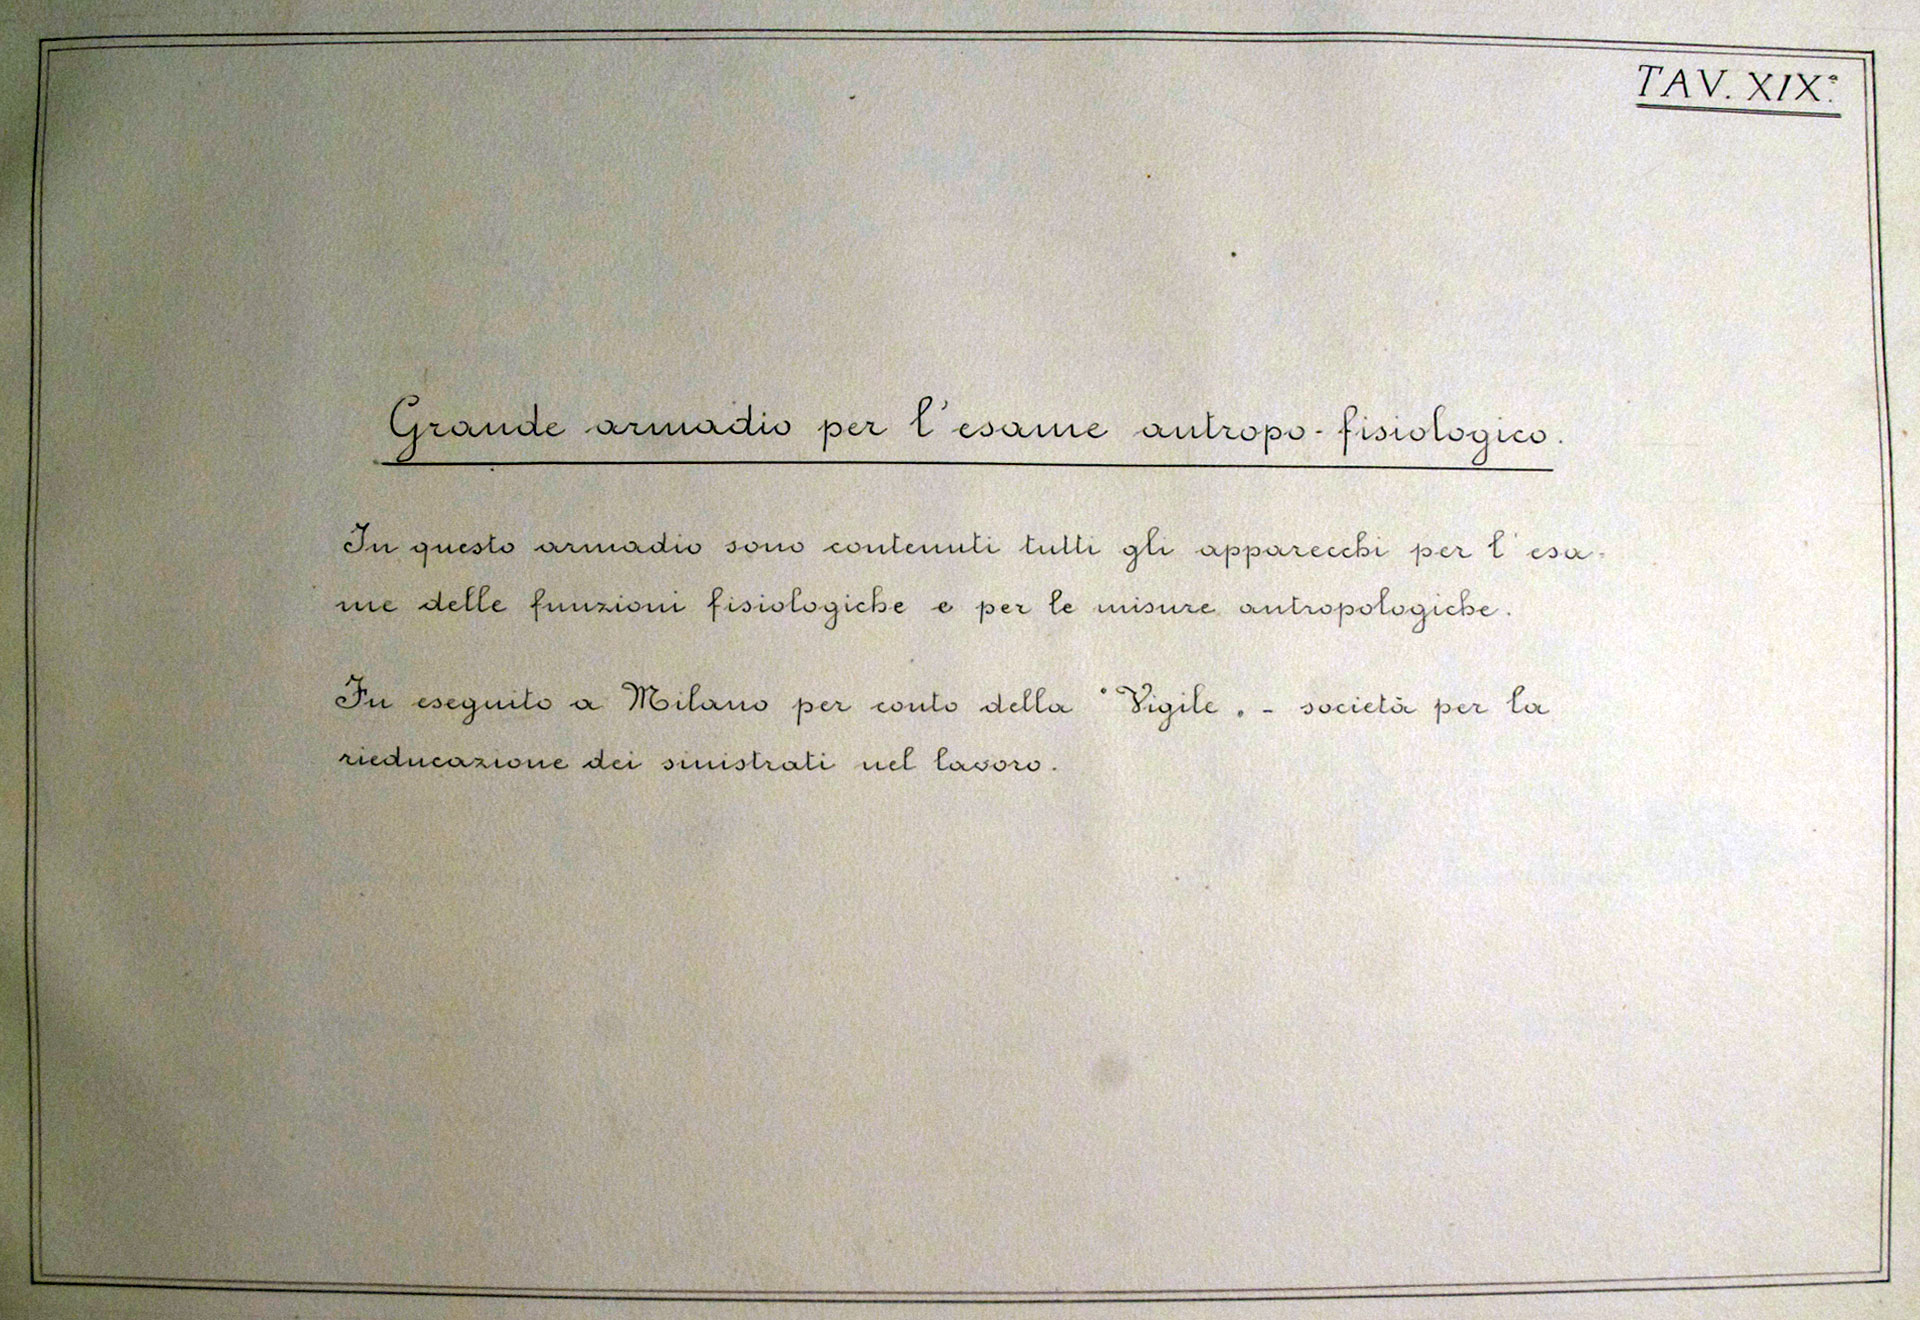 TAV. XIX.ª
Grande armadio per l'esame antropo-fisiologico.
In questo armadio sono contenuti tutti gli apparecchi per l'esa-
me delle funzioni fisiologiche e per le misure antropologiche.
Fu eseguito a Milano per conto della "Vigile„ - società per la
rieducazione dei sinistrati nel lavoro.